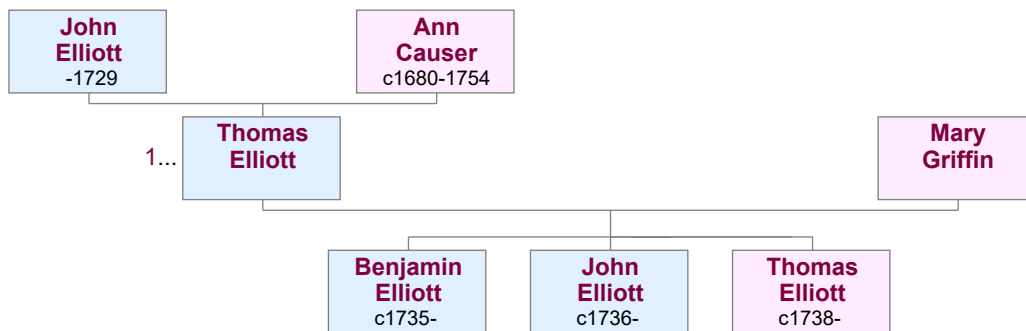 John
Elliott
-1729
Ann
Causer
c1680-1754
1...
Thomas
Elliott
Mary
Griffin
Benjamin
Elliott
c1735-
John
Elliott
c1736-
Thomas
Elliott
c1738-